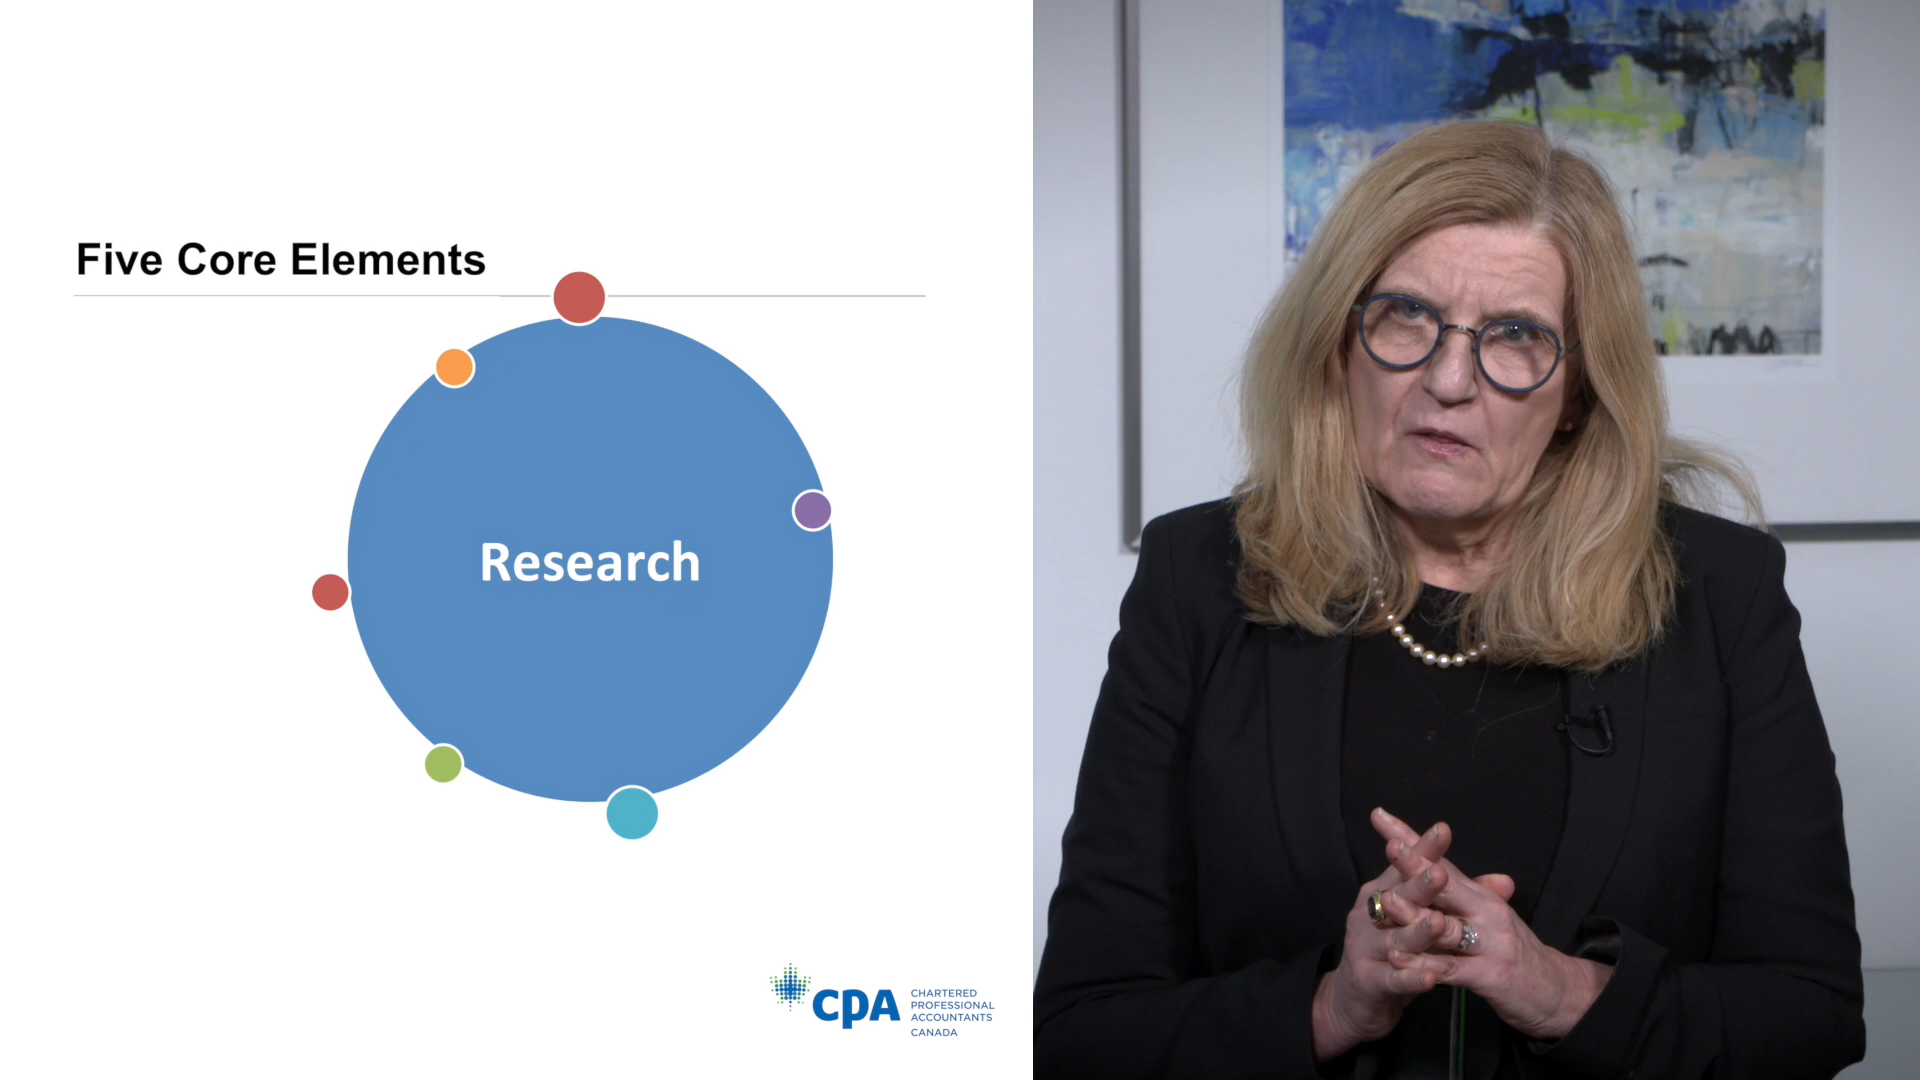 Five Core Elements
Research
CPA
CHARTERED
PROFESSIONAL
ACCOUNTANTS
CANADA